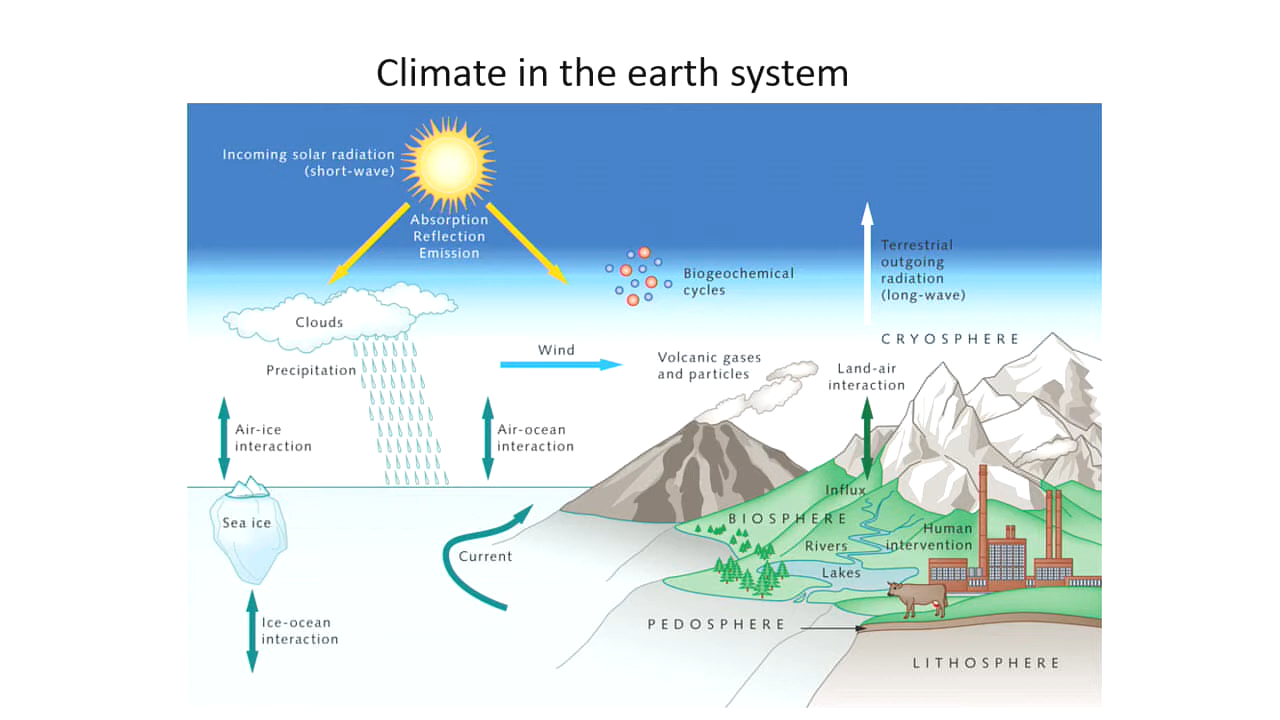 Climate in the earth system
Incoming solar radiation
(short-wave)
Absorption
Reflection
Emission
Biogeochemical
cycles
Terrestrial
outgoing
radiation
(long-wave)
Clouds
CRYOSPHERE
Wind
Volcanic gases
and particles
Precipitation
Land-air
interaction
Air-ice
interaction
Air-ocean
interaction
Influx
Sea ice
BIOSPHERE
Human
intervention
Rivers
Current
Lakes
Ice-ocean
interaction
PEDOSPHERE
LITHOSPHERE